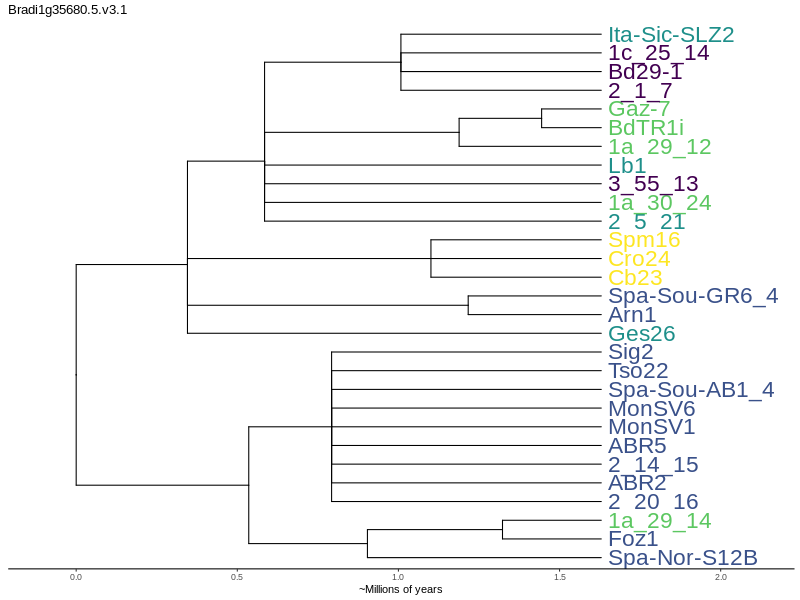 Bradi1g35680.5.v3.1
Ita-Sic-SLZ2
1c_25_14
Bd29-1
2_1_7
Gaz-7
BdTR1i
1a_29_12
Lb1
3_55_13
1a_30_24
2_5_21
Spm16
Cro24
Cb23
Spa-Sou-GR6_4
Arn1
Ges26
Sig2
Tso22
Spa-Sou-AB1_4
MonSV6
MonSV1
ABR5
2_14_15
ABR2
2_20_16
1a_29_14
Foz1
Spa-Nor-S12B
0.0 0.5 1.0 1.5 2.0
~Millions of years